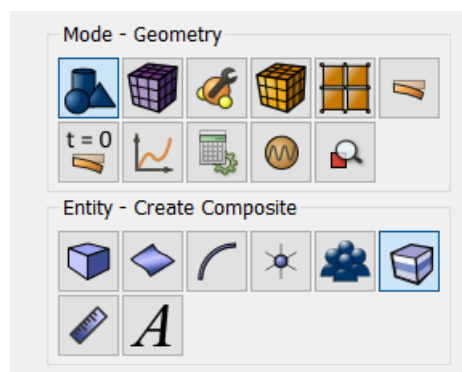 Mode - Geometry
t = 0
Entity - Create Composite
A